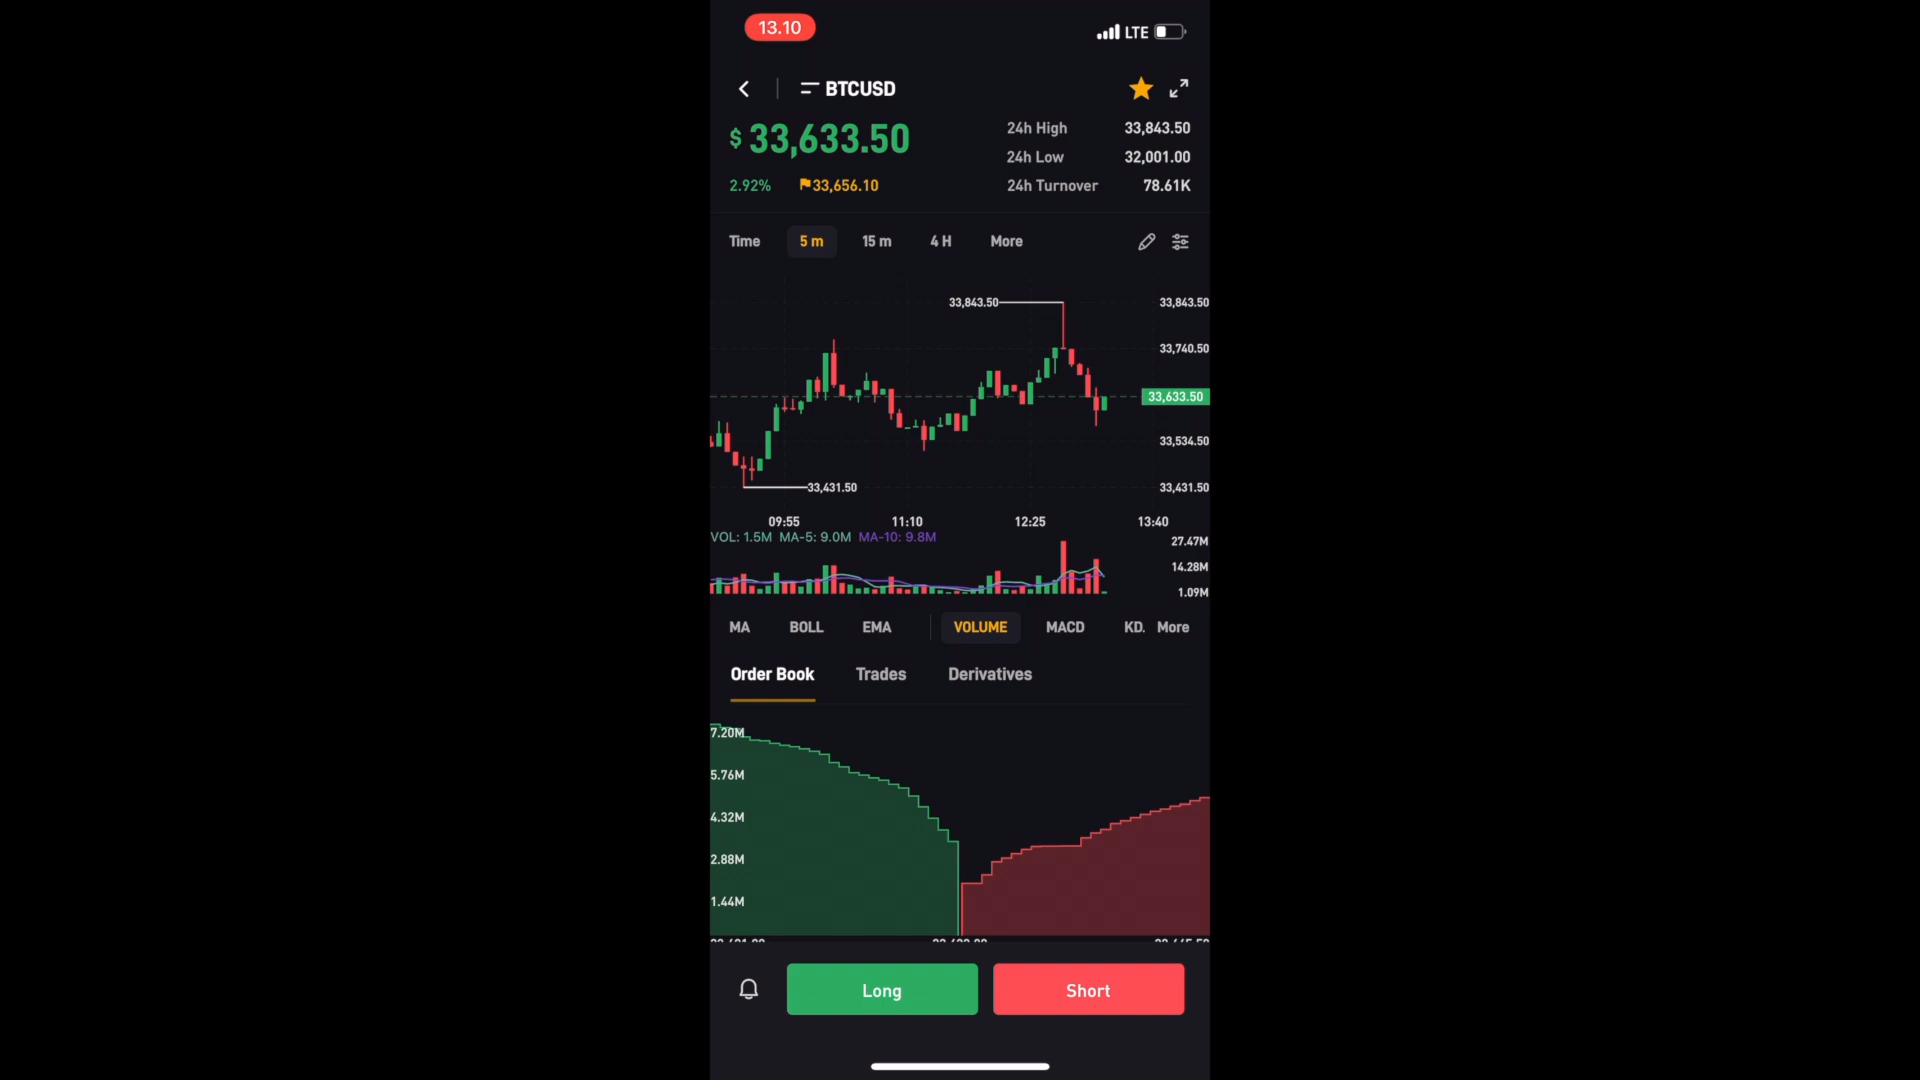 13.10
LTE
BTCUSD
$ 33,633.50
2.92% 33,656.10
24h High 33,843.50
24h Low 32,001.00
24h Turnover 78.61K
Time 5 m 15 m 4 H More
33,843.50 33,843.50
33,740.50
33,633.50
33,534.50
33,431.50 33,431.50
09:55 11:10 12:25 13:40
VOL: 1.5M MA-5: 9.0M MA-10: 9.8M
27.47M
14.28M
1.09M
MA BOLL EMA VOLUME MACD KD. More
Order Book Trades Derivatives
7.20M
5.76M
4.32M
2.88M
1.44M
Long Short